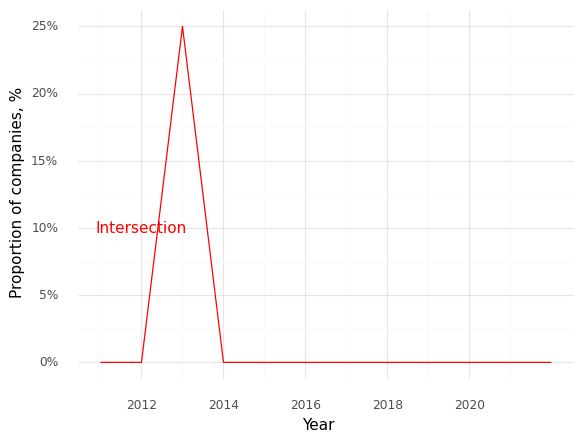 25%
20%
15%
10%
5%
0%
Proportion of companies, %
Intersection
2012 2014 2016 2018 2020
Year